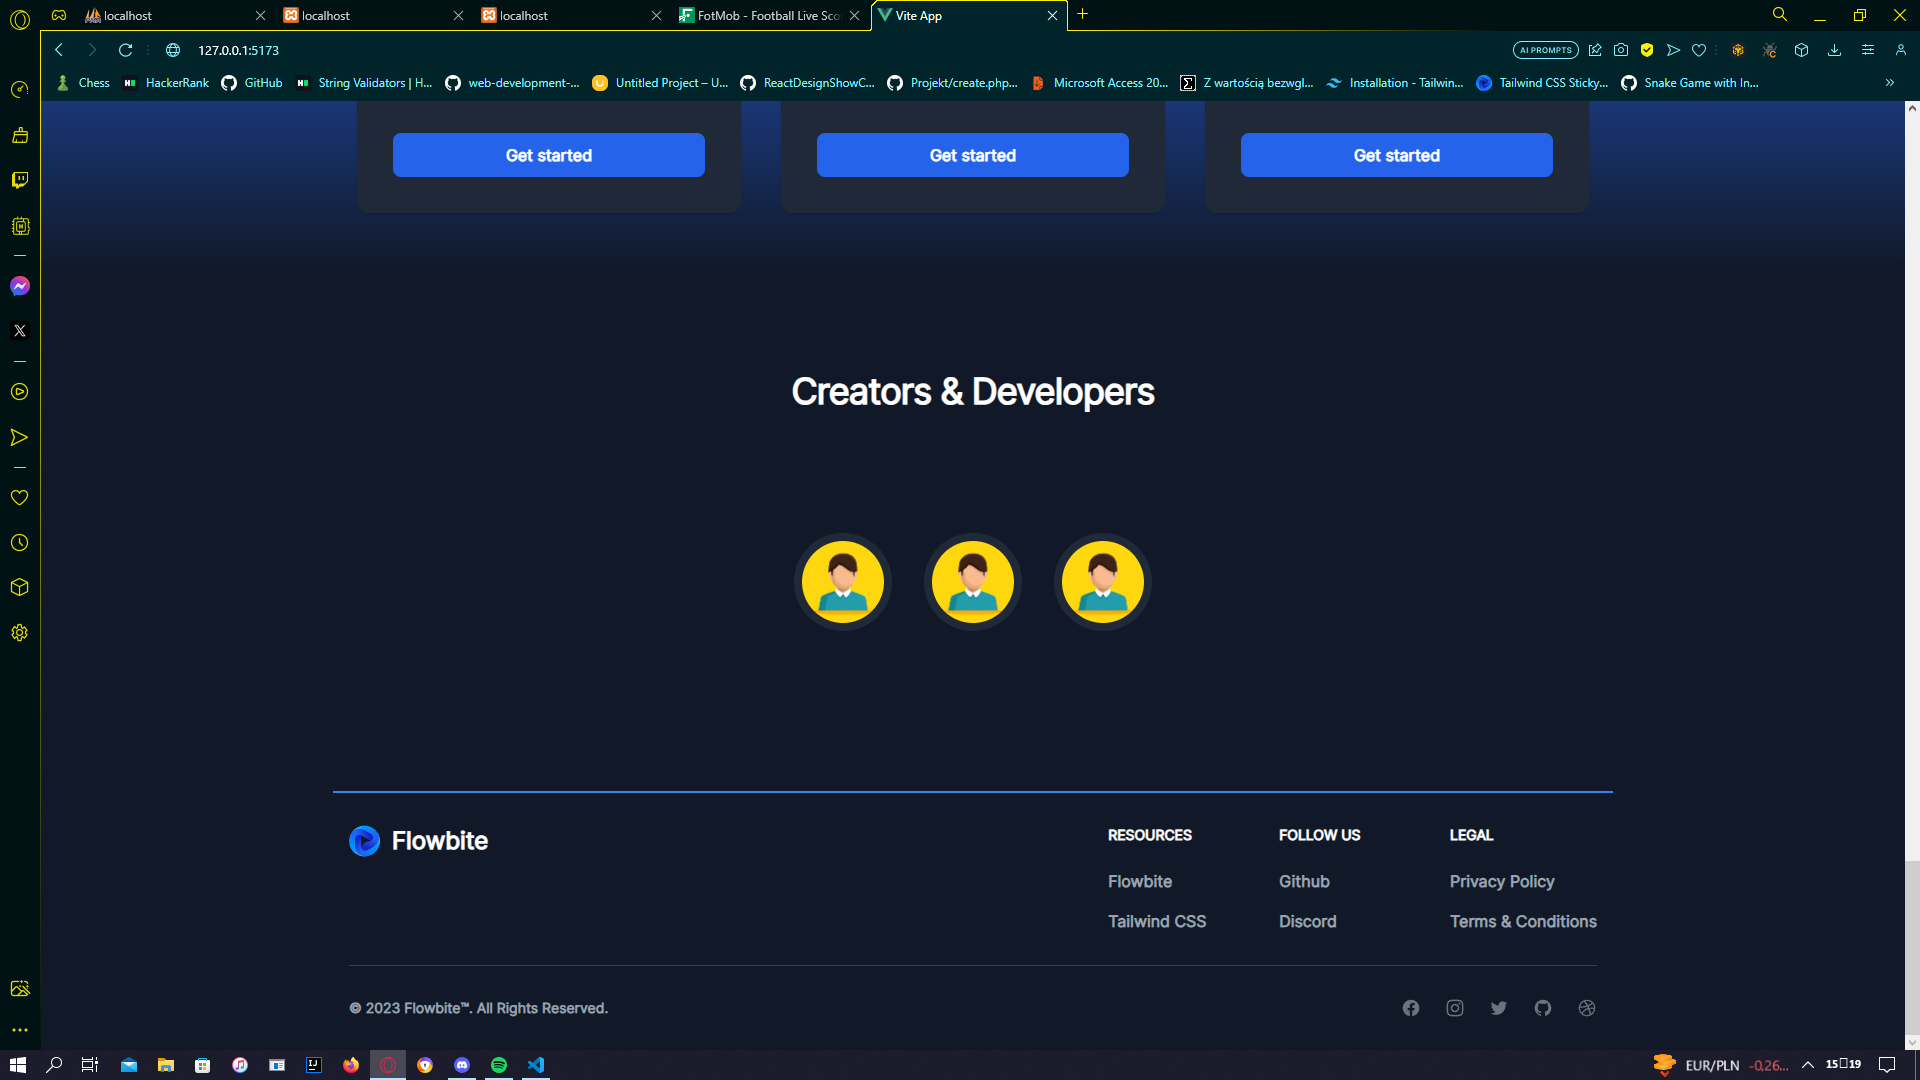 localhost
localhost
localhost
FotMob - Football Live Sco
Vite App
127.0.0.1:5173
AI PROMPTS
Chess
HackerRank
GitHub
String Validators | H...
web-development-...
Untitled Project – U...
ReactDesignShowC...
Projekt/create.php...
Microsoft Access 20...
Z wartością bezwgl...
Installation - Tailwin...
Tailwind CSS Sticky...
Snake Game with In...
Get started
Get started
Get started
Creators & Developers
Flowbite
RESOURCES
FOLLOW US
LEGAL
Flowbite
Github
Privacy Policy
Tailwind CSS
Discord
Terms & Conditions
© 2023 Flowbite™. All Rights Reserved.
EUR/PLN
-0,26...
15▯19